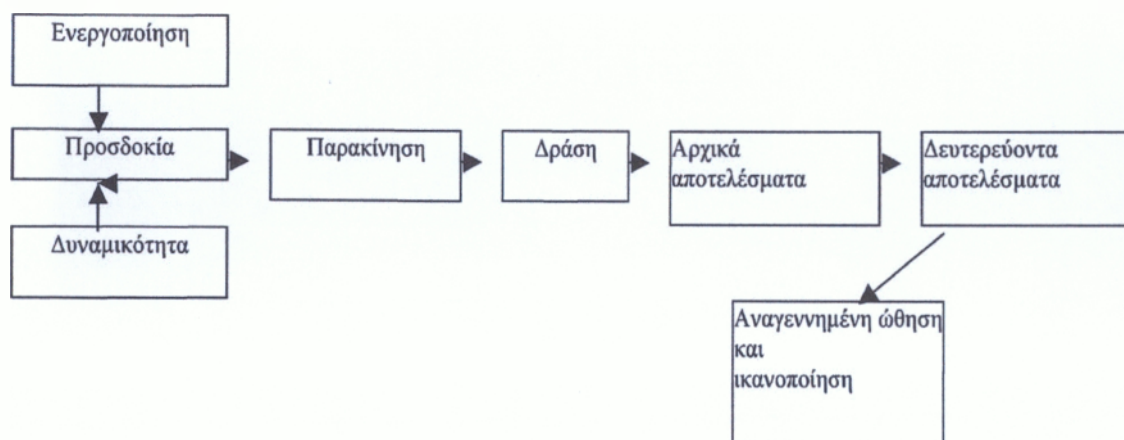 Ενεργοποίηση
Προσδοκία
Δυναμικότητα
Παρακίνηση
Δράση
Αρχικά
αποτελέσματα
Δευτερεύοντα
αποτελέσματα
Αναγεννημένη ώθηση
και
ικανοποίηση